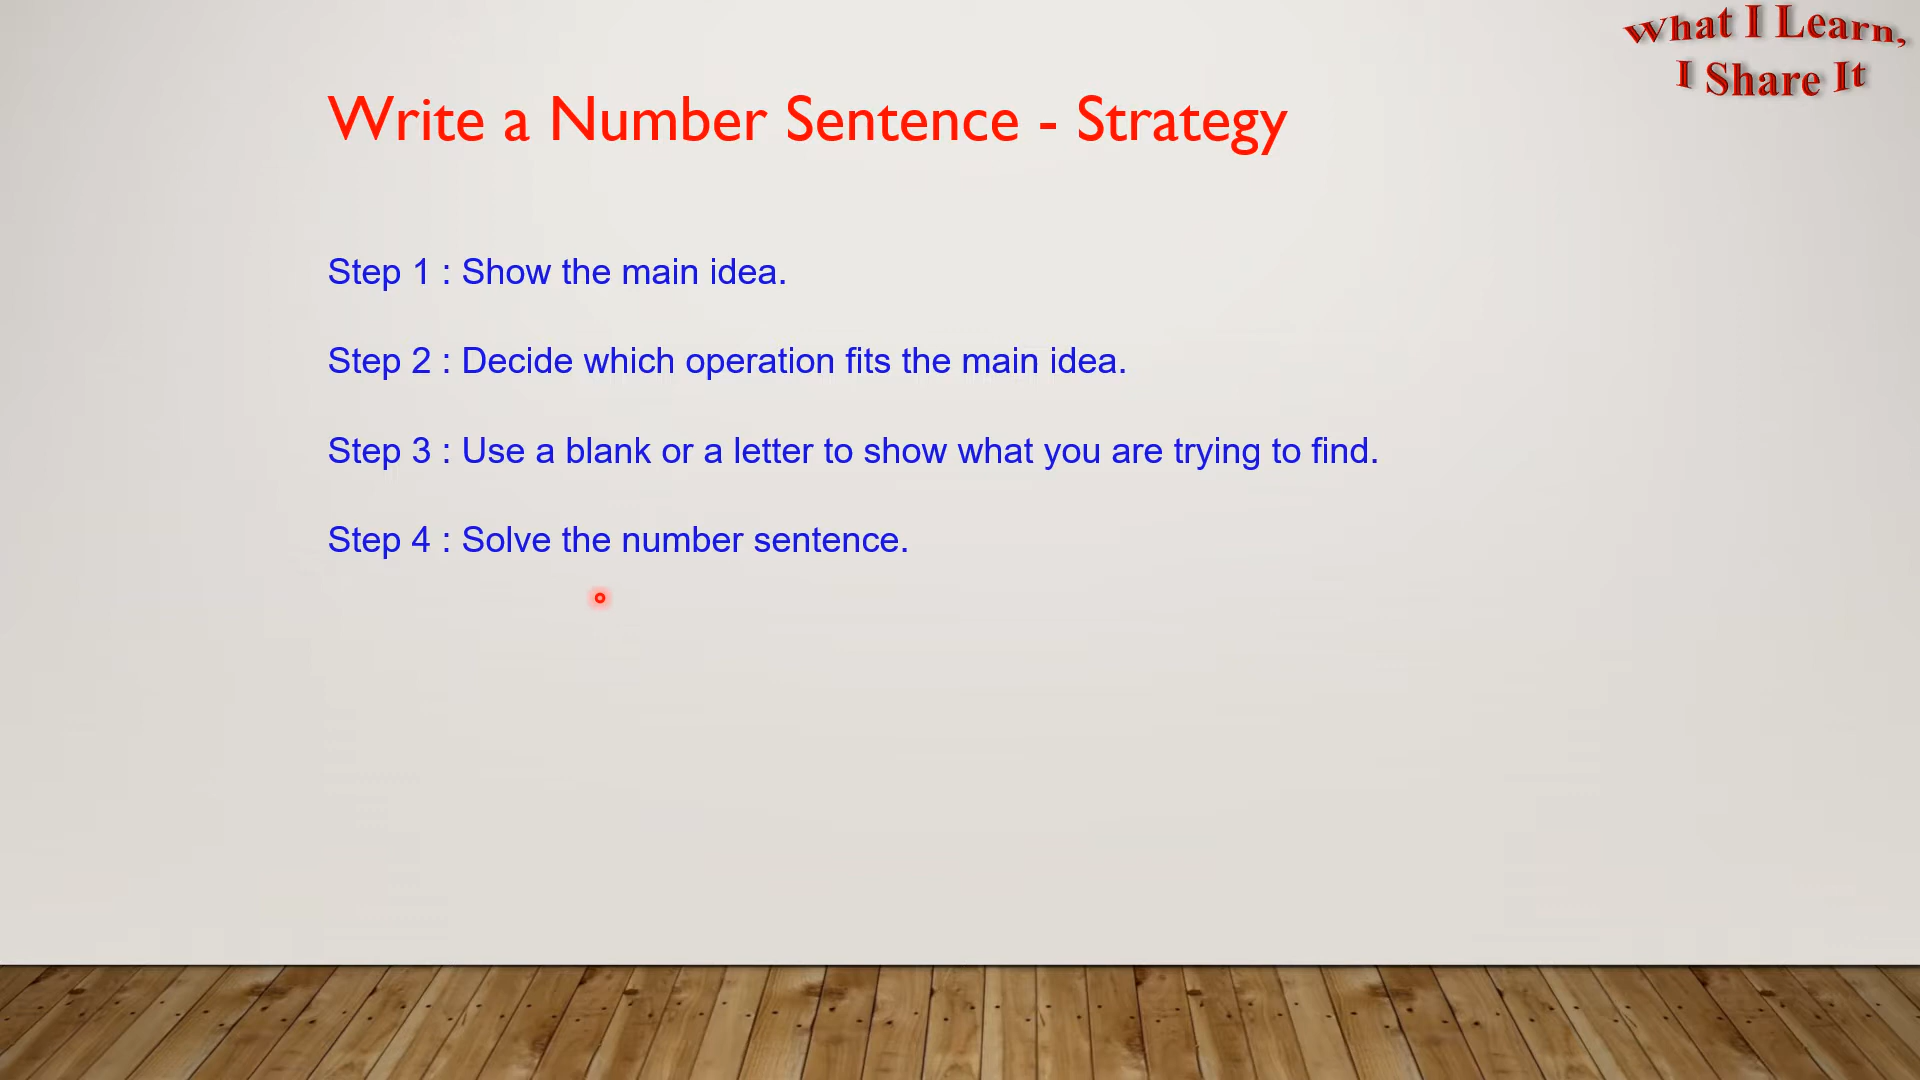 What I Learn,
I Share It
Write a Number Sentence - Strategy
Step 1 : Show the main idea.
Step 2 : Decide which operation fits the main idea.
Step 3 : Use a blank or a letter to show what you are trying to find.
Step 4 : Solve the number sentence.